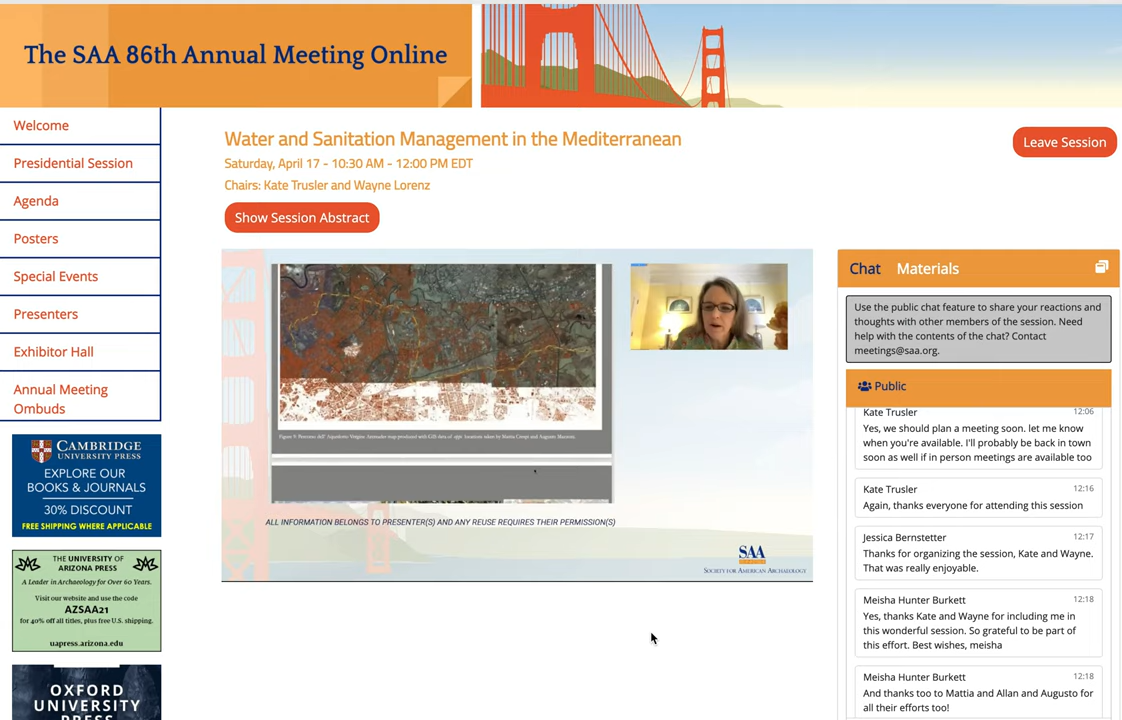 The SAA 86th Annual Meeting Online
Welcome
Presidential Session
Agenda
Posters
Special Events
Presenters
Exhibitor Hall
Annual Meeting
Ombuds
CAMBRIDGE
UNIVERSITY PRESS
EXPLORE OUR
BOOKS & JOURNALS
30% DISCOUNT
FREE SHIPPING WHERE APPLICABLE
THE UNIVERSITY OF
ARIZONA PRESS
A Leader in Archaeology for Over 60 Years.
Visit our website and use the code
AZSAA21
for 40% off all titles, plus free U.S. shipping.
uapress.arizona.edu
OXFORD
UNIVERSITY
PRESS
Water and Sanitation Management in the Mediterranean
Saturday, April 17 - 10:30 AM - 12:00 PM EDT
Chairs: Kate Trusler and Wayne Lorenz
Show Session Abstract
Leave Session
ALL INFORMATION BELONGS TO PRESENTER(S) AND ANY REUSE REQUIRES THEIR PERMISSION(S)
SAA
SOCIETY FOR AMERICAN ARCHAEOLOGY
Chat Materials
Use the public chat feature to share your reactions and
thoughts with other members of the session. Need
help with the contents of the chat? Contact
meetings@saa.org.
Public
Kate Trusler 12:06
Yes, we should plan a meeting soon. let me know
when you're available. I'll probably be back in town
soon as well if in person meetings are available too
Kate Trusler 12:16
Again, thanks everyone for attending this session
Jessica Bernstetter 12:17
Thanks for organizing the session, Kate and Wayne.
That was really enjoyable.
Meisha Hunter Burkett 12:18
Yes, thanks Kate and Wayne for including me in
this wonderful session. So grateful to be part of
this effort. Best wishes, meisha
Meisha Hunter Burkett 12:18
And thanks too to Mattia and Allan and Augusto for
all their efforts too!